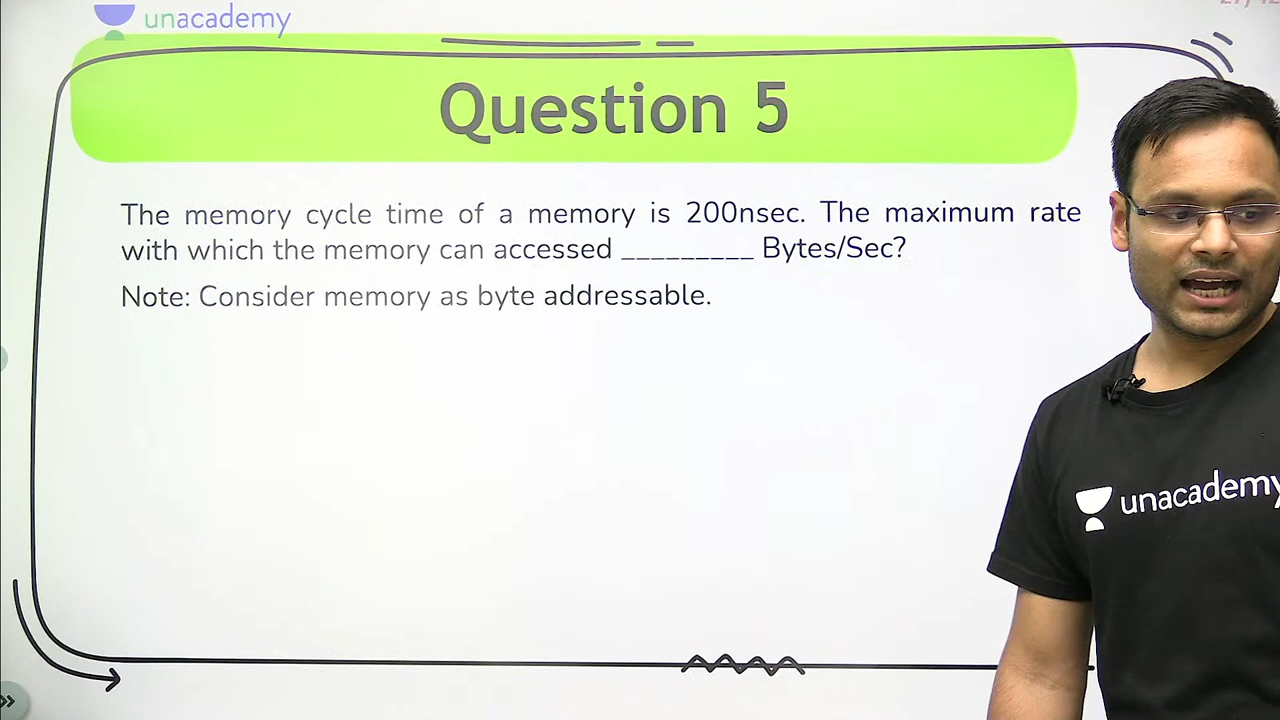 unacademy
Question 5
The memory cycle time of a memory is 200nsec. The maximum rate
with which the memory can accessed _________ Bytes/Sec?
Note: Consider memory as byte addressable.
unacademy